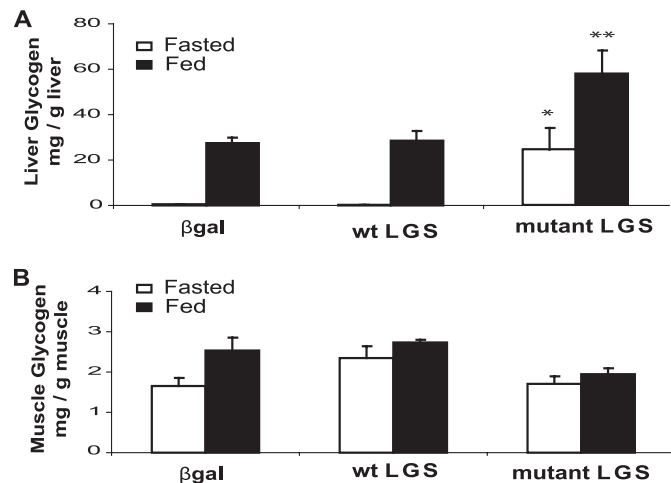 A
Liver Glycogen
mg / g liver
80
60
40
20
0
Fasted
Fed
*
**
βgal
wt LGS
mutant LGS
B
Muscle Glycogen
mg / g muscle
4
3
2
1
0
Fasted
Fed
βgal
wt LGS
mutant LGS